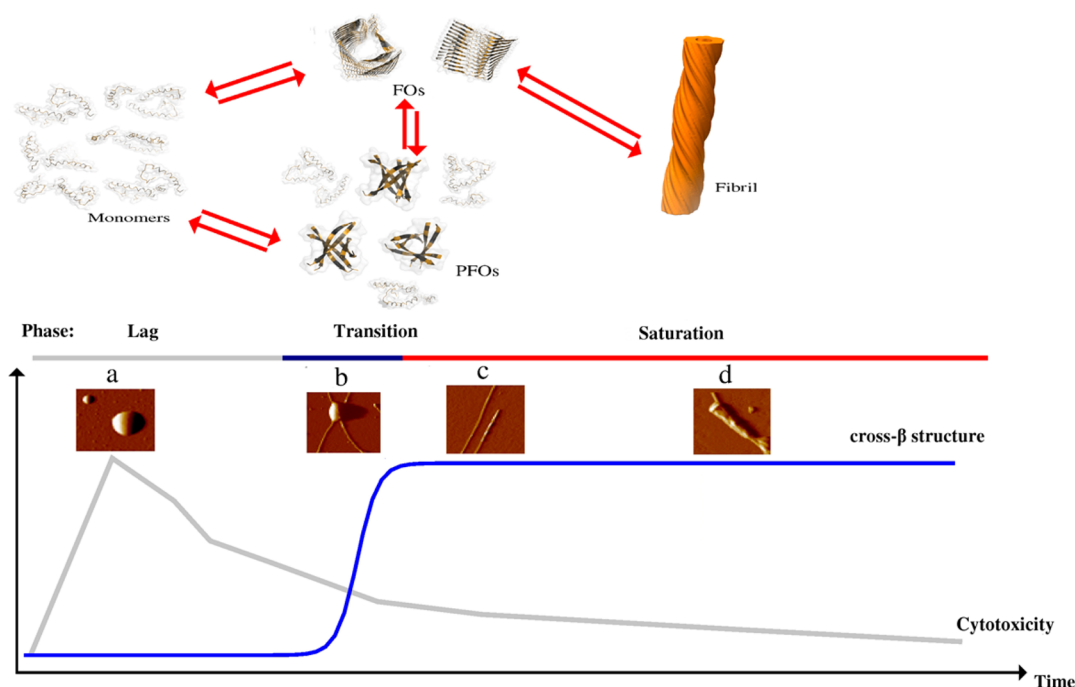 FOs
Fibril
Monomers
PFOs
Phase: Lag Transition Saturation
a b c d
cross-β structure
Cytotoxicity
Time